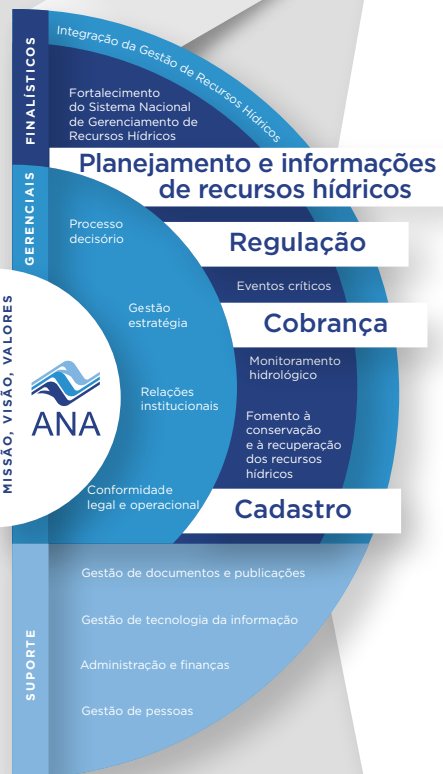 FINALÍSTICOS
Integração da Gestão de Recursos Hídricos
Fortalecimento
do Sistema Nacional
de Gerenciamento de
Recursos Hídricos
Planejamento e informações
de recursos hídricos
GERENCIAIS
Processo
decisório
Regulação
Eventos críticos
Gestão
estratégia
Cobrança
MISSÃO, VISÃO, VALORES
ANA
Monitoramento
hidrológico
Relações
institucionais
Fomento à
conservação
e à recuperação
dos recursos
hídricos
Conformidade
legal e operacional
Cadastro
SUPORTE
Gestão de documentos e publicações
Gestão de tecnologia da informação
Administração e finanças
Gestão de pessoas